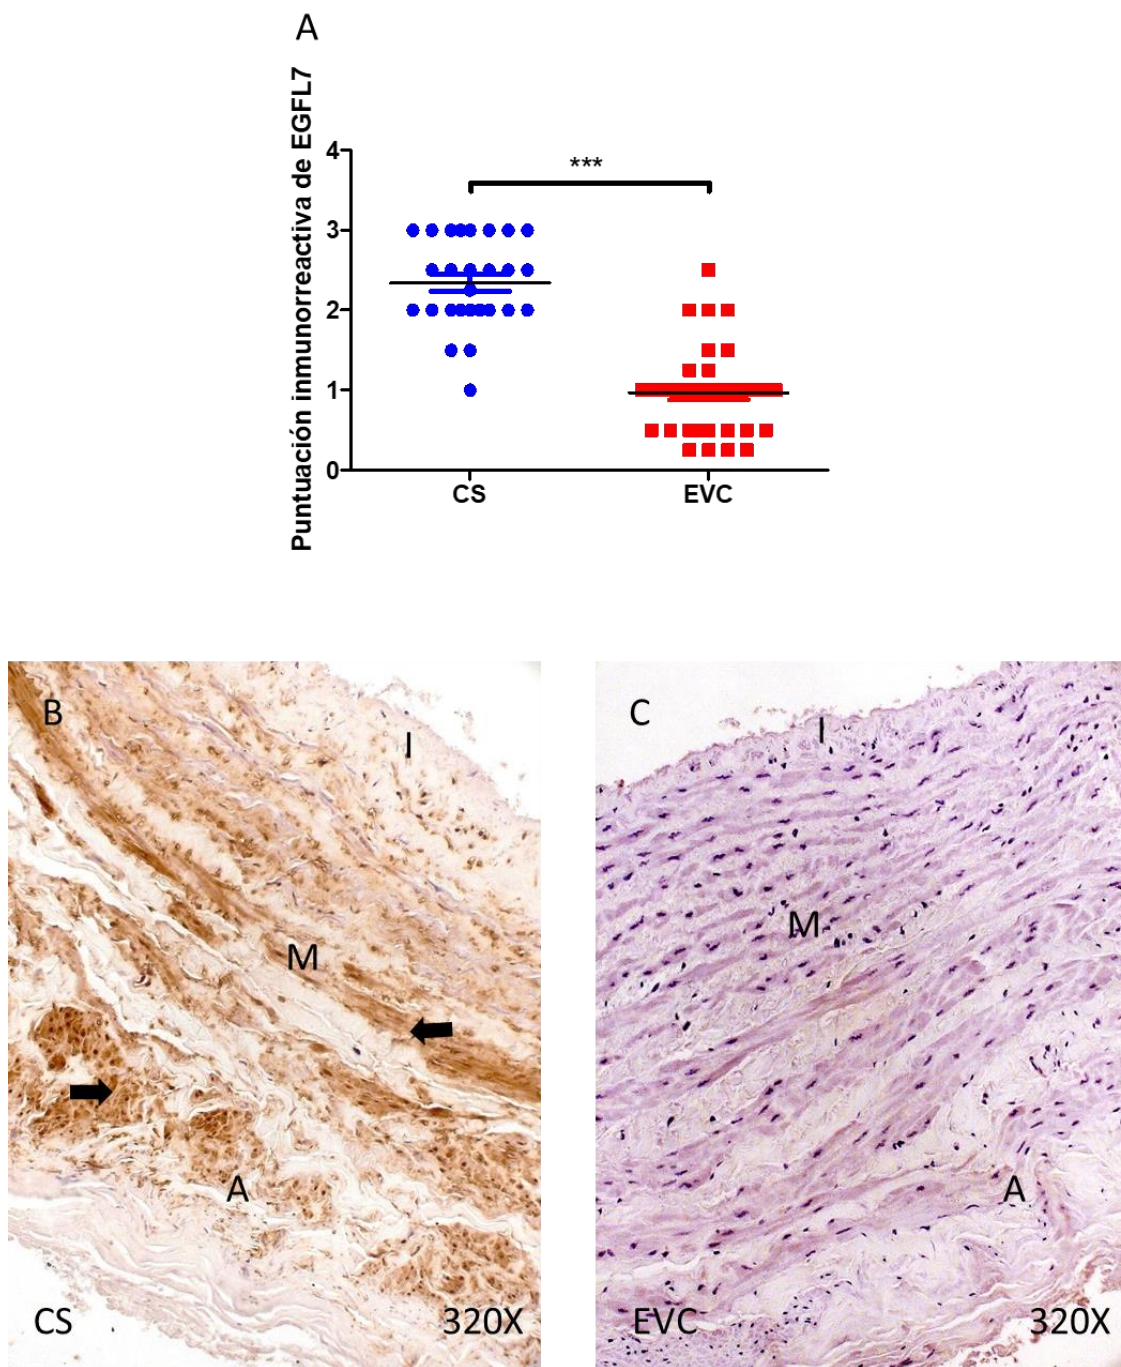 A
Puntuación inmunorreactiva de EGFL7
4
***
3
2
1
0
CS
EVC
B
I
M
A
CS
320X
C
I
M
A
EVC
320X